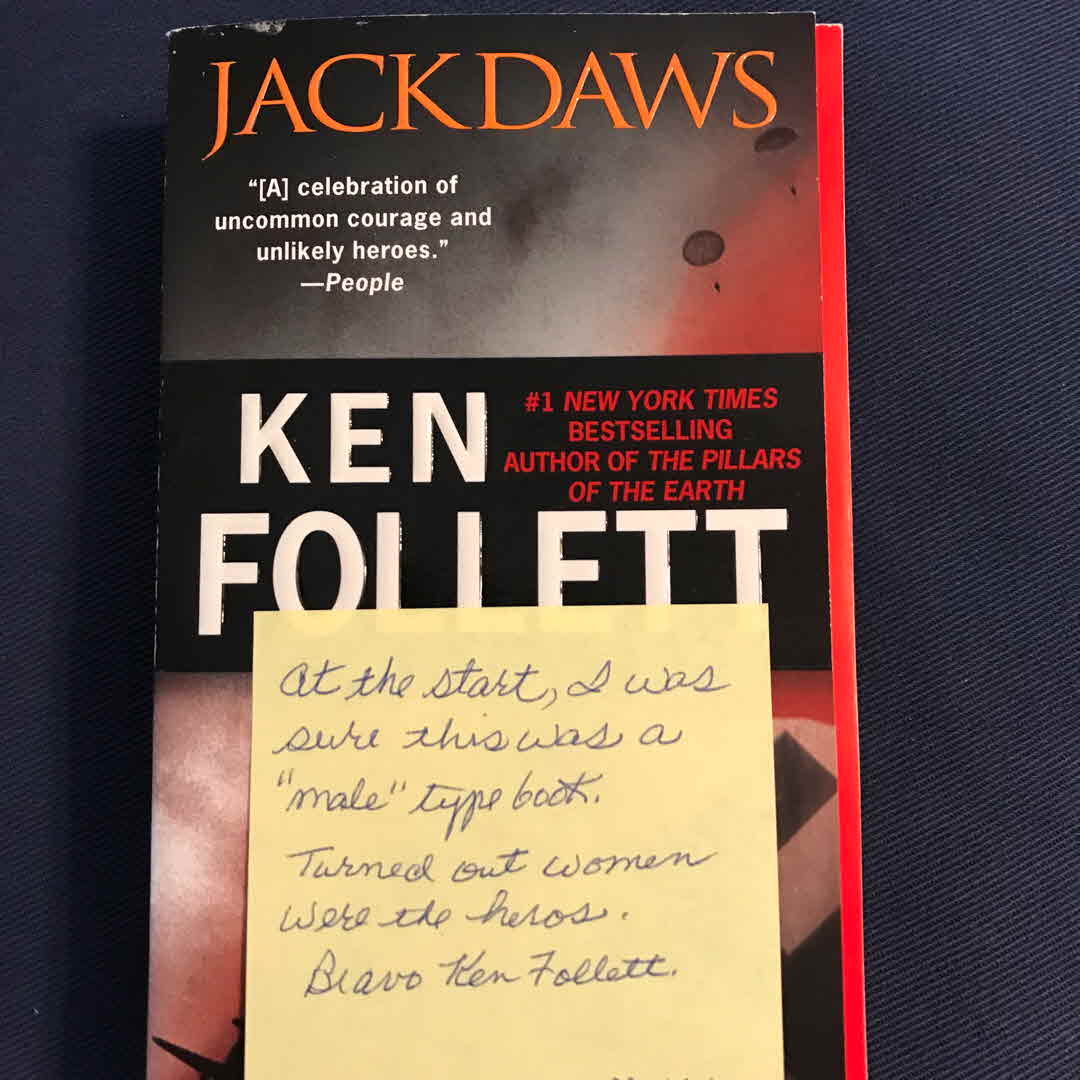 JACKDAWS
“[A] celebration of
uncommon courage and
unlikely heroes.”
—People
KEN
#1 NEW YORK TIMES
BESTSELLING
AUTHOR OF THE PILLARS
OF THE EARTH
FOLLETT
At the start, I was
sure this was a
"male" type book.
Turned out women
were the heros.
Bravo Ken Follett.